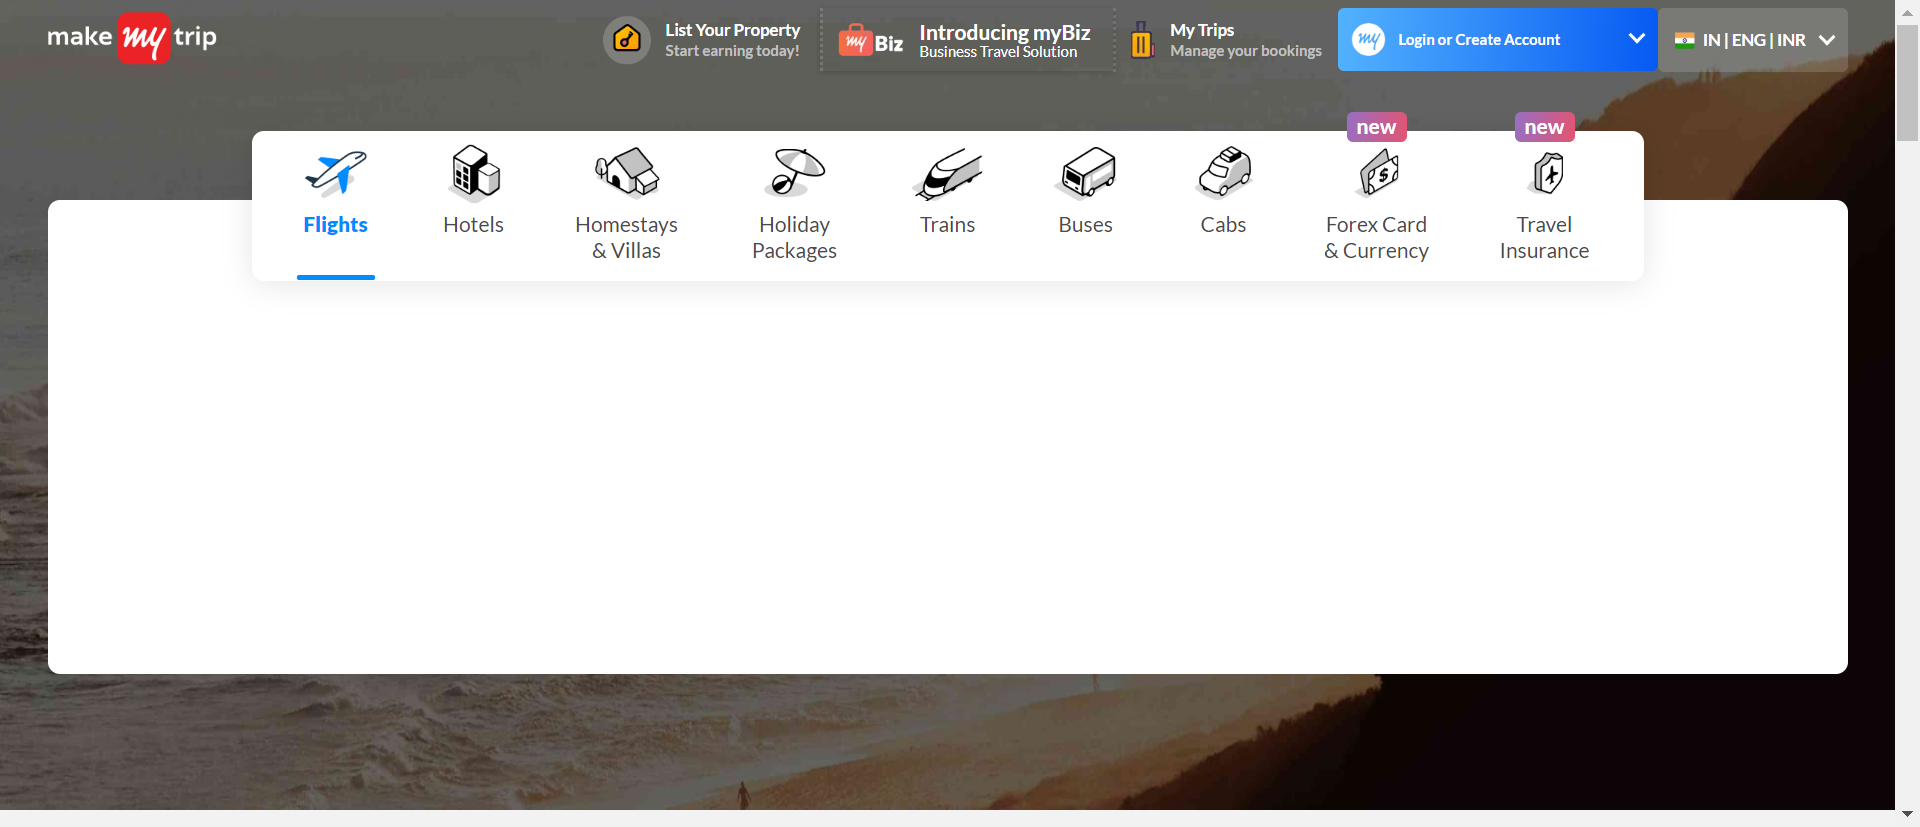 make my trip
List Your Property
Start earning today!
my Biz
Introducing myBiz
Business Travel Solution
My Trips
Manage your bookings
my
Login or Create Account
IN | ENG | INR
new
new
Flights
Hotels
Homestays
& Villas
Holiday
Packages
Trains
Buses
Cabs
Forex Card
& Currency
Travel
Insurance